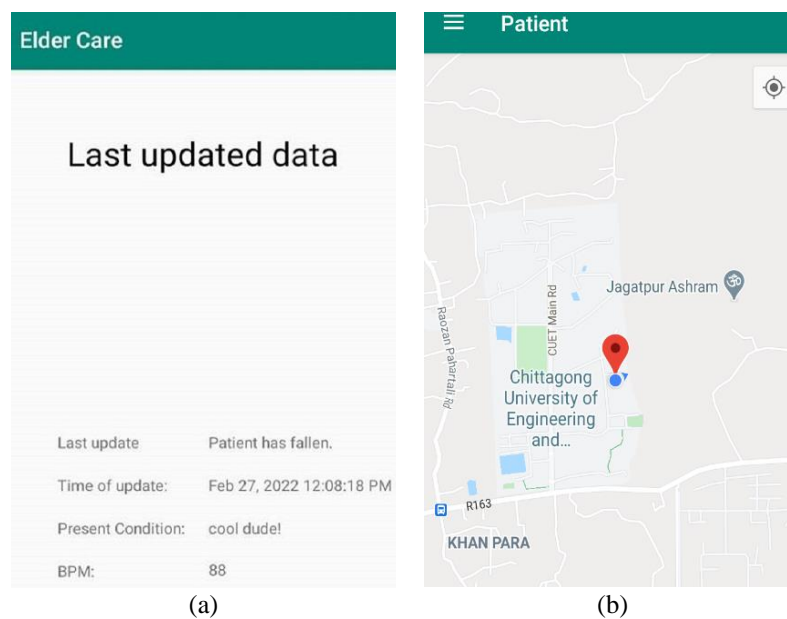 Elder Care
Last updated data
Last update Patient has fallen.
Time of update: Feb 27, 2022 12:08:18 PM
Present Condition: cool dude!
BPM: 88
(a)
Patient
Jagatpur Ashram
ॐ
CUET Main Rd
Raozan Pahartali Rd
Chittagong
University of
Engineering
and...
R163
KHAN PARA
(b)